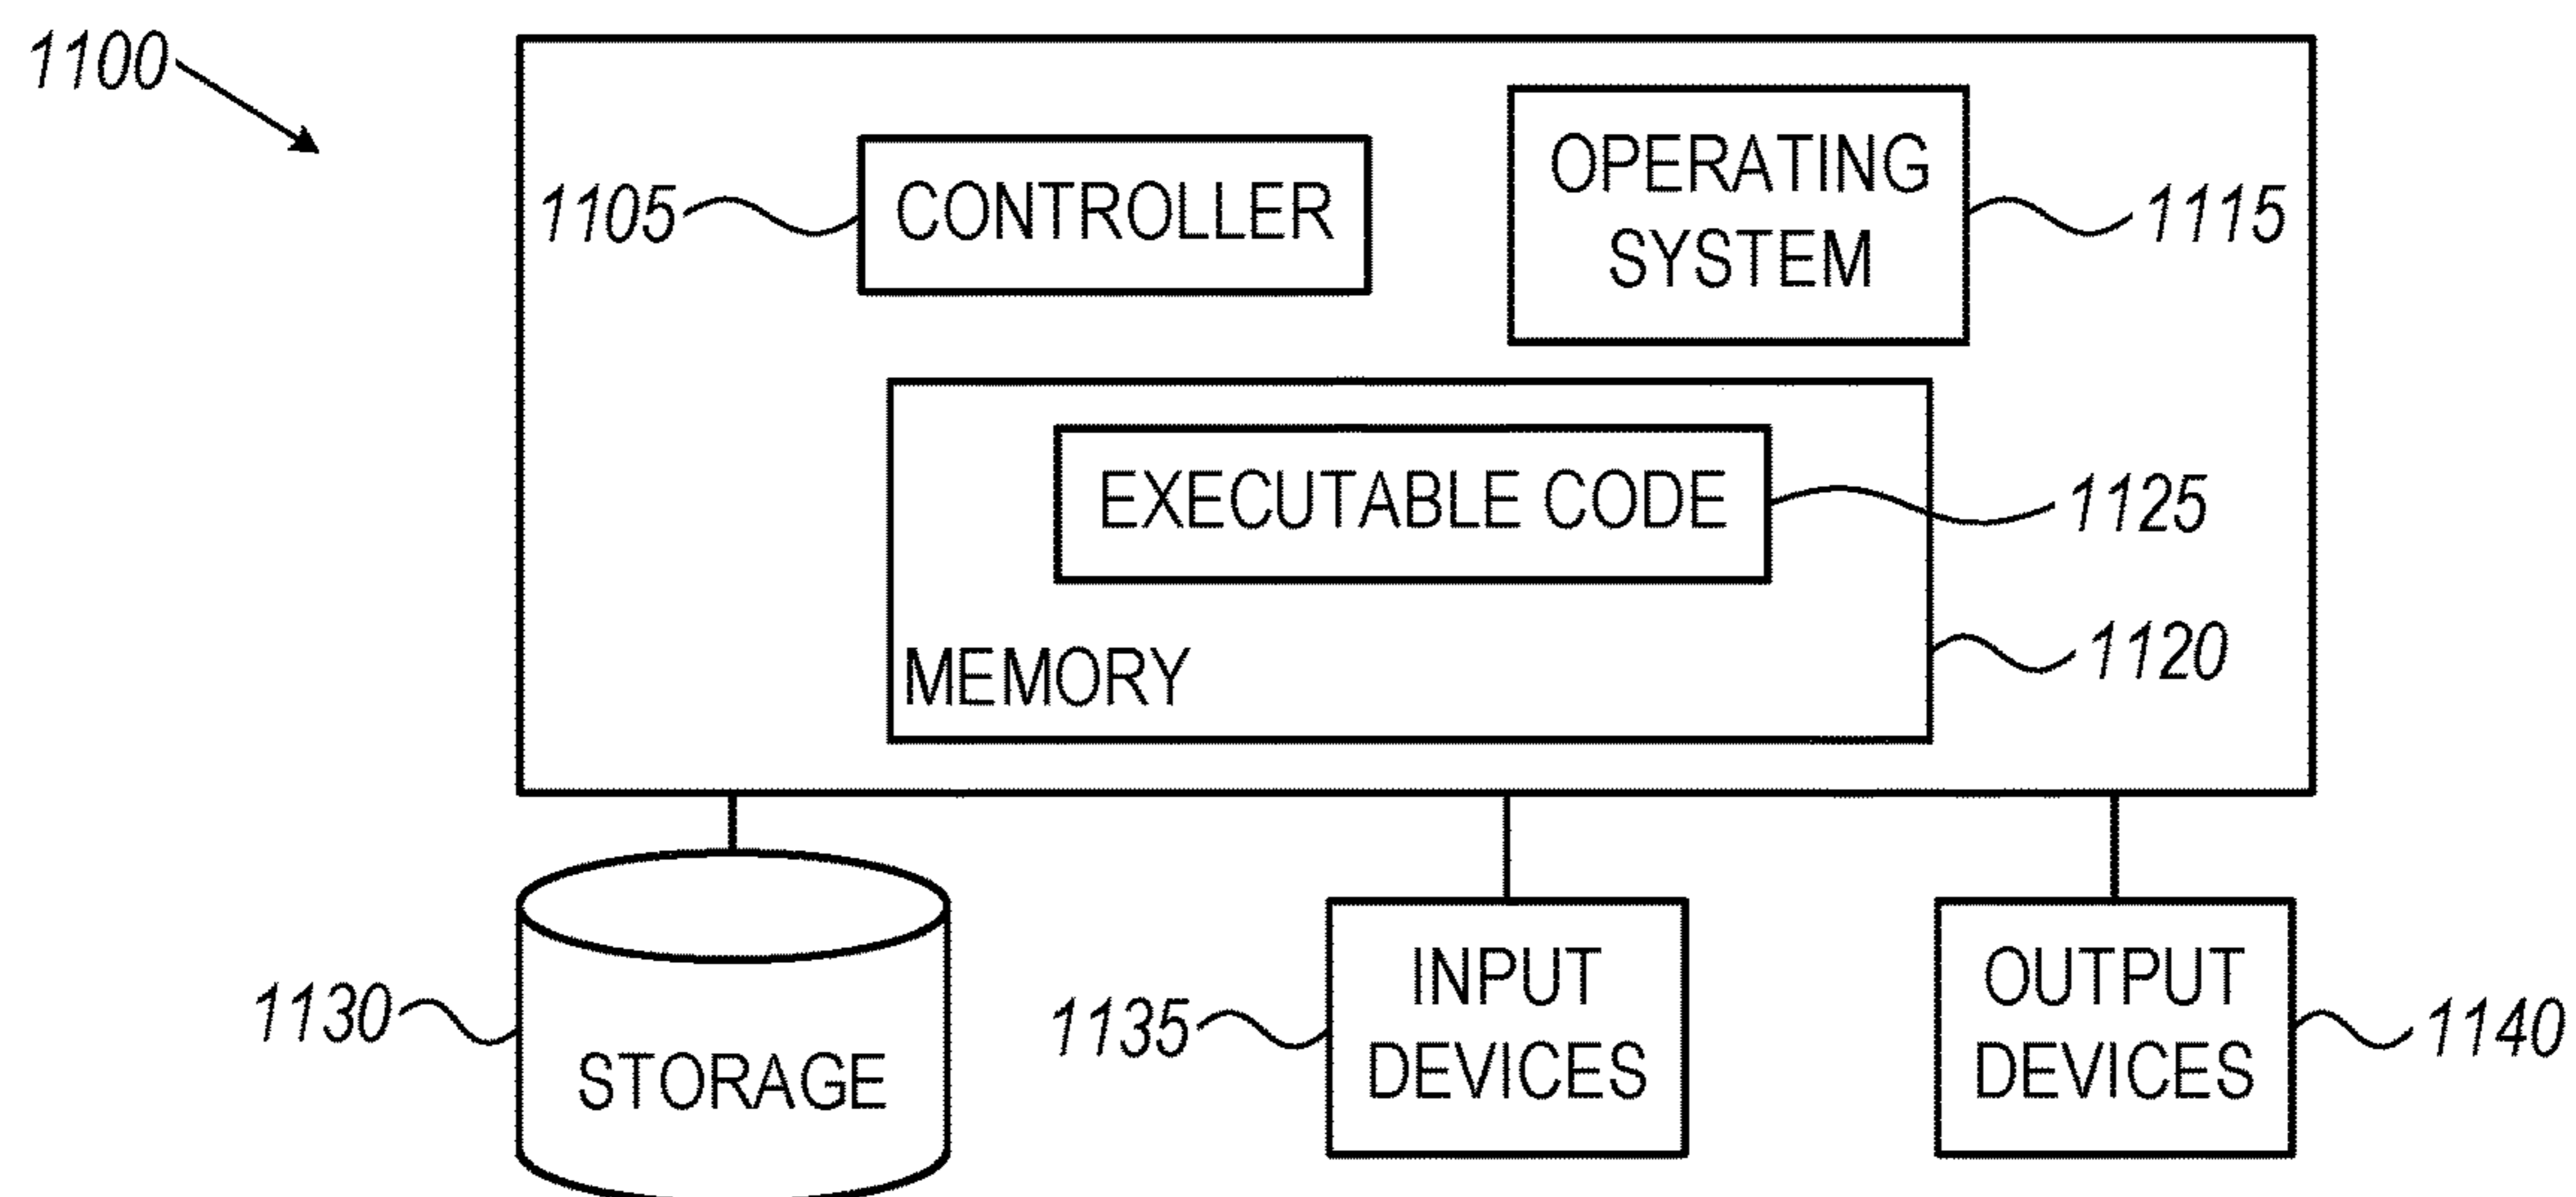 1100
OPERATING
SYSTEM
1105
CONTROLLER
1115
EXECUTABLE CODE
1125
MEMORY
1120
1130
STORAGE
1135
INPUT
DEVICES
OUTPUT
DEVICES
1140